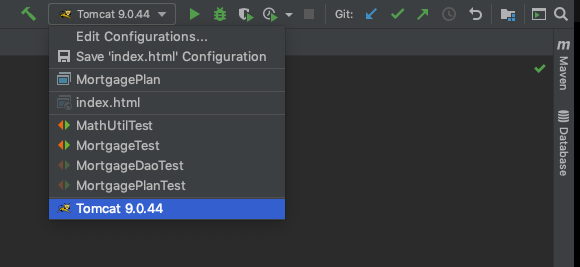 Tomcat 9.0.44
Git:
Edit Configurations...
Save 'index.html' Configuration
MortgagePlan
index.html
MathUtilTest
MortgageTest
MortgageDaoTest
MortgagePlanTest
Tomcat 9.0.44
m
Maven
Database